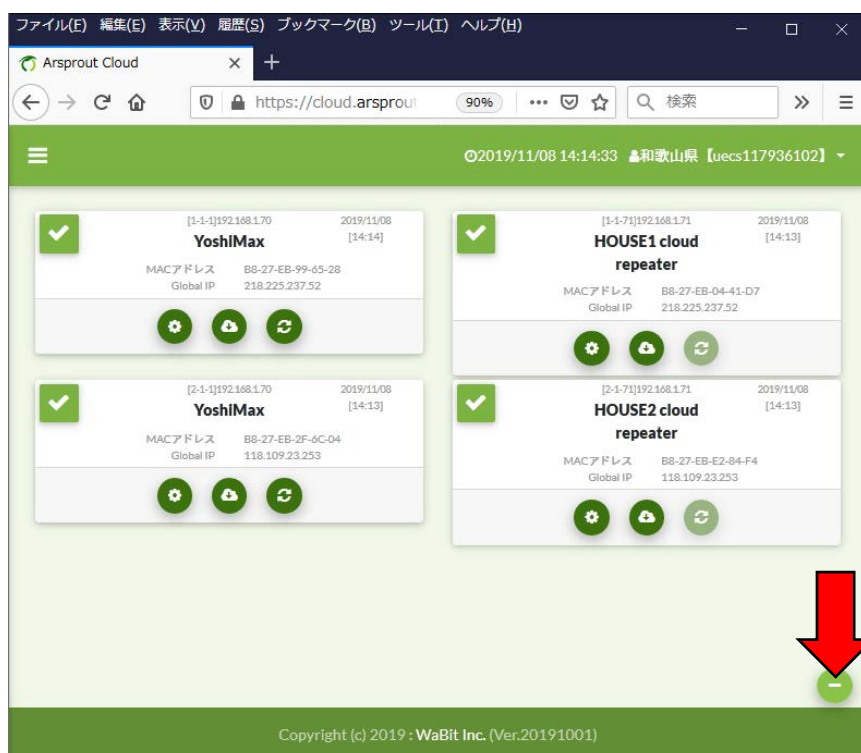 ファイル(F) 編集(E) 表示(V) 履歴(S) ブックマーク(B) ツール(T) ヘルプ(H)
Arsprout Cloud
https://cloud.arsprout 90% 検索
2019/11/08 14:14:33 和歌山県【uecs117936102】
[1-1-1]192.168.1.70 2019/11/08
YoshiMax [14:14]
MACアドレス B8-27-EB-99-65-28
Global IP 218.225.237.52
[1-1-71]192.168.1.71 2019/11/08
HOUSE1 cloud [14:13]
repeater
MACアドレス B8-27-EB-04-41-D7
Global IP 218.225.237.52
[2-1-1]192.168.1.70 2019/11/08
YoshiMax [14:13]
MACアドレス B8-27-EB-2F-6C-04
Global IP 118.109.23.253
[2-1-71]192.168.1.71 2019/11/08
HOUSE2 cloud [14:13]
repeater
MACアドレス B8-27-EB-E2-84-F4
Global IP 118.109.23.253
Copyright (c) 2019 : WaBit Inc. (Ver.20191001)